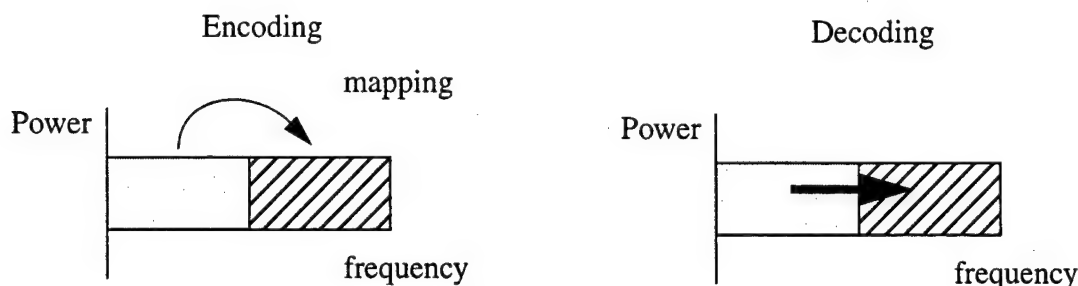 Encoding
mapping
Power
frequency
Decoding
Power
frequency